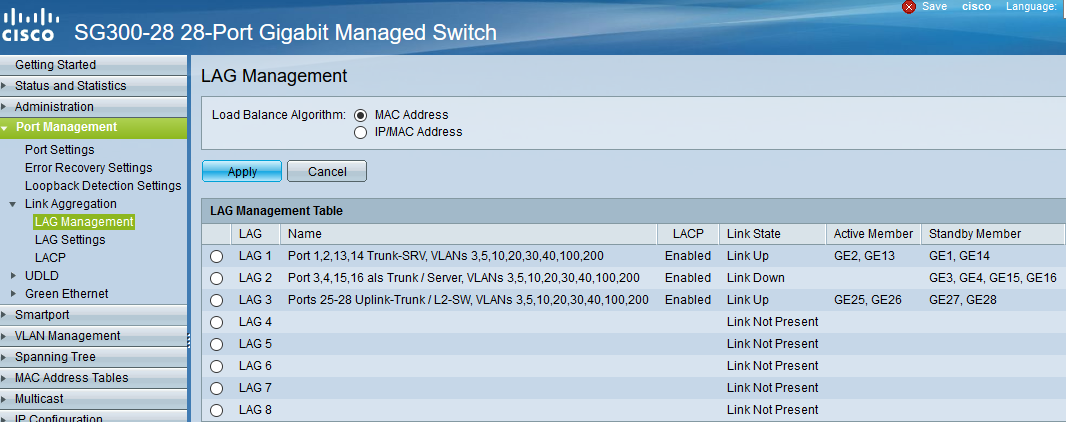 Save cisco Language:
cisco SG300-28 28-Port Gigabit Managed Switch
Getting Started
Status and Statistics
Administration
Port Management
Port Settings
Error Recovery Settings
Loopback Detection Settings
Link Aggregation
LAG Management
LAG Settings
LACP
UDLD
Green Ethernet
Smartport
VLAN Management
Spanning Tree
MAC Address Tables
Multicast
IP Configuration
LAG Management
Load Balance Algorithm: MAC Address
IP/MAC Address
Apply Cancel
LAG Management Table
LAG Name LACP Link State Active Member Standby Member
LAG 1 Port 1,2,13,14 Trunk-SRV, VLANs 3,5,10,20,30,40,100,200 Enabled Link Up GE2, GE13 GE1, GE14
LAG 2 Port 3,4,15,16 als Trunk / Server, VLANs 3,5,10,20,30,40,100,200 Enabled Link Down GE3, GE4, GE15, GE16
LAG 3 Ports 25-28 Uplink-Trunk / L2-SW, VLANs 3,5,10,20,30,40,100,200 Enabled Link Up GE25, GE26 GE27, GE28
LAG 4 Link Not Present
LAG 5 Link Not Present
LAG 6 Link Not Present
LAG 7 Link Not Present
LAG 8 Link Not Present